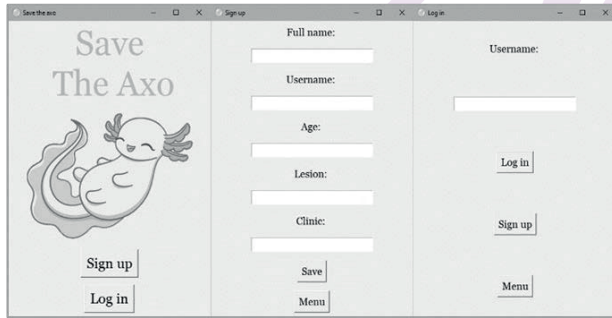 Save the axo
Save
The Axo
Sign up
Log in
Sign up
Full name:
Username:
Age:
Lesion:
Clinic:
Save
Menu
Log in
Username:
Log in
Sign up
Menu